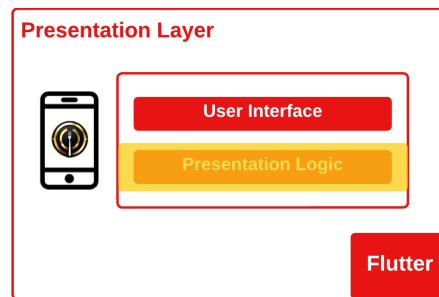 Presentation Layer
User Interface
Presentation Logic
Flutter